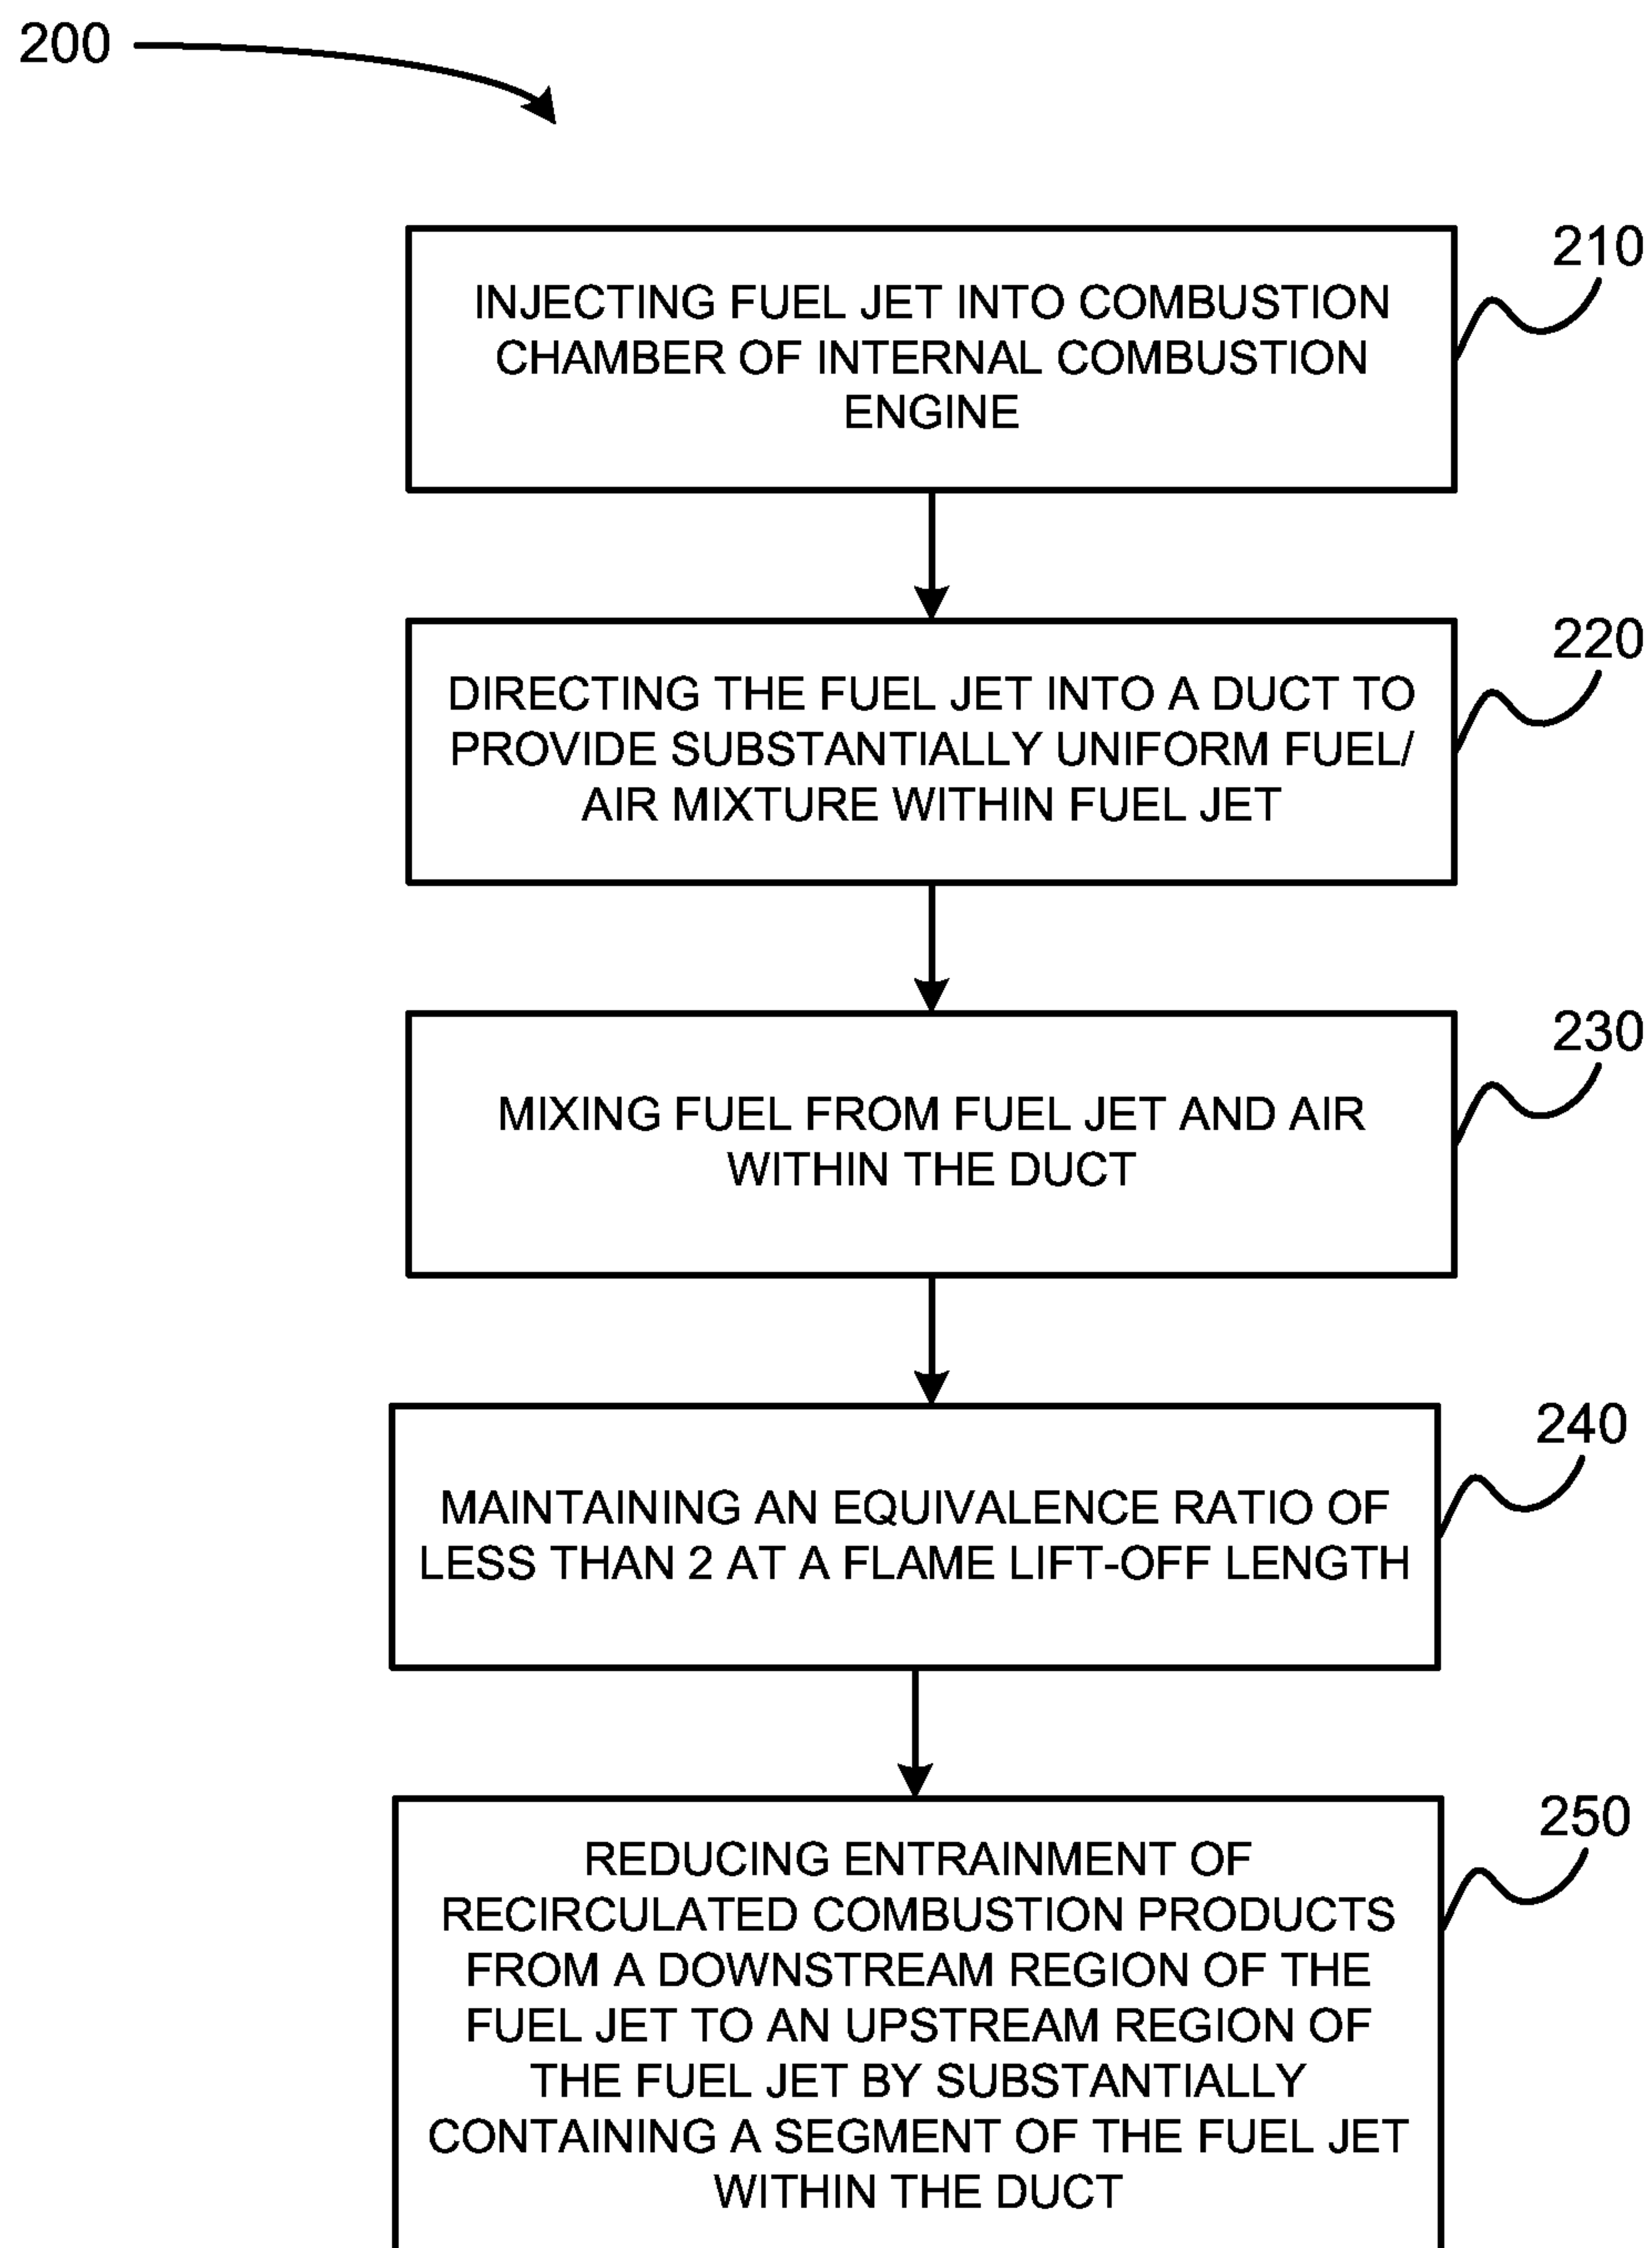 200
210
INJECTING FUEL JET INTO COMBUSTION
CHAMBER OF INTERNAL COMBUSTION
ENGINE
220
DIRECTING THE FUEL JET INTO A DUCT TO
PROVIDE SUBSTANTIALLY UNIFORM FUEL/
AIR MIXTURE WITHIN FUEL JET
230
MIXING FUEL FROM FUEL JET AND AIR
WITHIN THE DUCT
240
MAINTAINING AN EQUIVALENCE RATIO OF
LESS THAN 2 AT A FLAME LIFT-OFF LENGTH
250
REDUCING ENTRAINMENT OF
RECIRCULATED COMBUSTION PRODUCTS
FROM A DOWNSTREAM REGION OF THE
FUEL JET TO AN UPSTREAM REGION OF
THE FUEL JET BY SUBSTANTIALLY
CONTAINING A SEGMENT OF THE FUEL JET
WITHIN THE DUCT